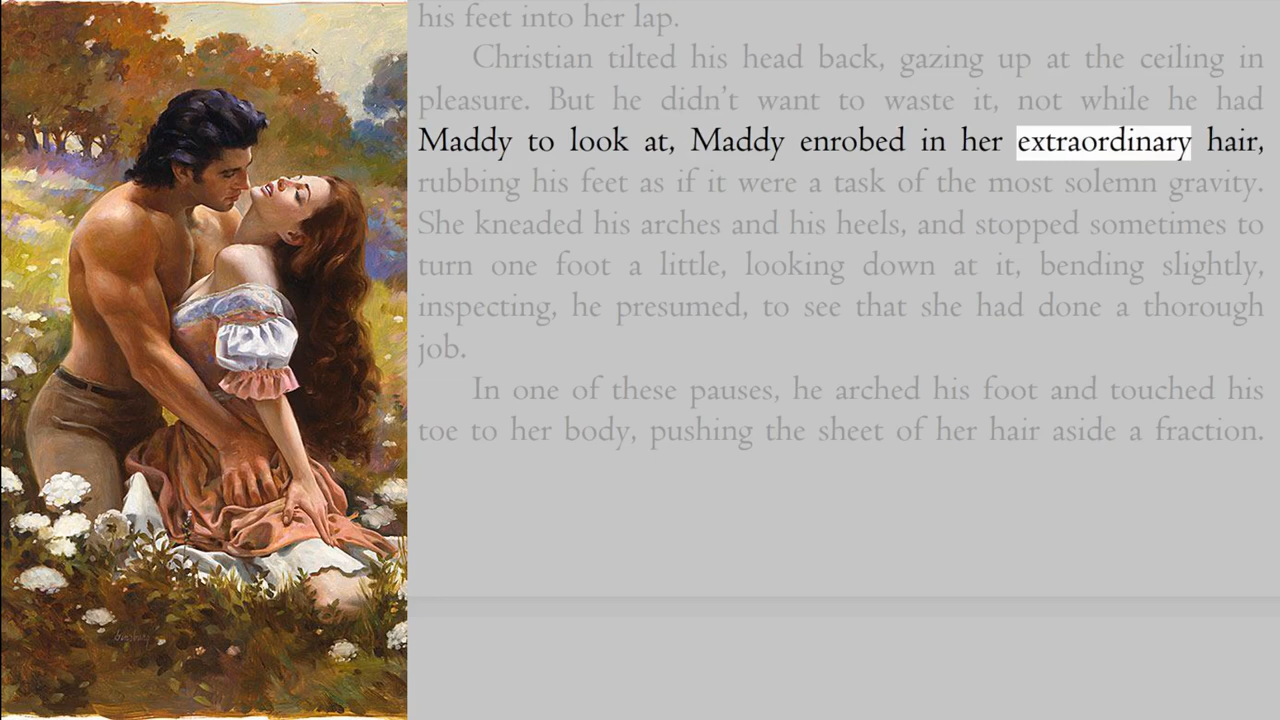 his feet into her lap.
Christian tilted his head back, gazing up at the ceiling in
pleasure. But he didn’t want to waste it, not while he had
Maddy to look at, Maddy enrobed in her extraordinary hair,
rubbing his feet as if it were a task of the most solemn gravity.
She kneaded his arches and his heels, and stopped sometimes to
turn one foot a little, looking down at it, bending slightly,
inspecting, he presumed, to see that she had done a thorough
job.
In one of these pauses, he arched his foot and touched his
toe to her body, pushing the sheet of her hair aside a fraction.